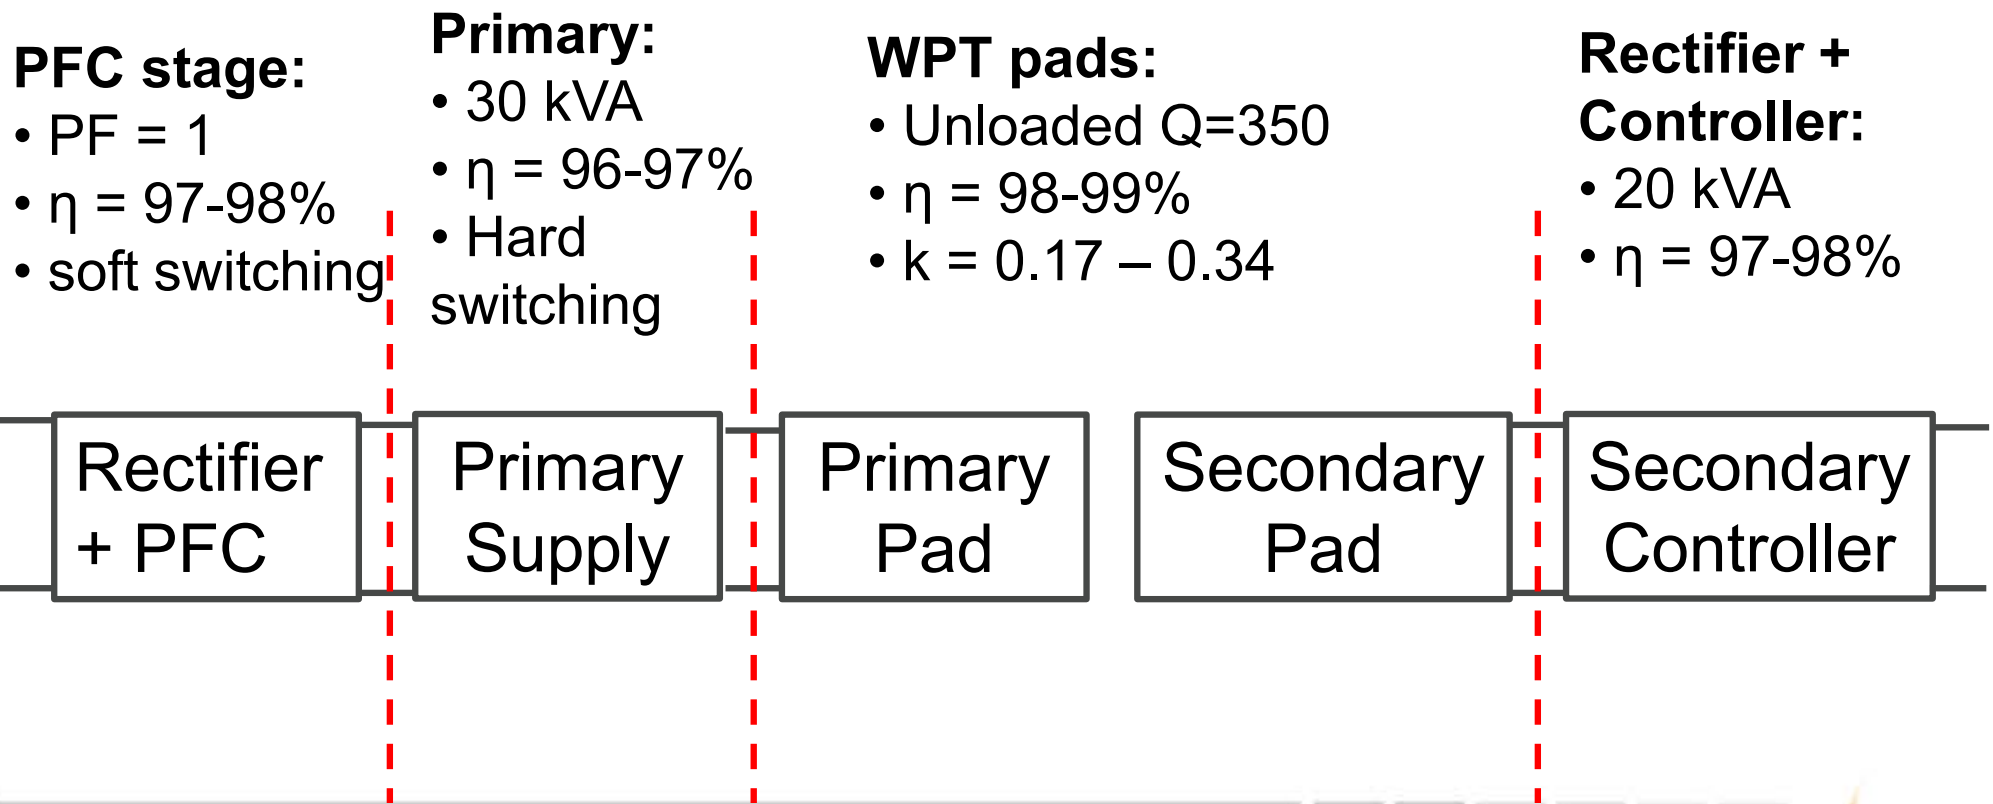 PFC stage:
• PF = 1
• η = 97-98%
• soft switching
Primary:
• 30 kVA
• η = 96-97%
• Hard
switching
WPT pads:
• Unloaded Q=350
• η = 98-99%
• k = 0.17 – 0.34
Rectifier +
Controller:
• 20 kVA
• η = 97-98%
Rectifier
+ PFC
Primary
Supply
Primary
Pad
Secondary
Pad
Secondary
Controller